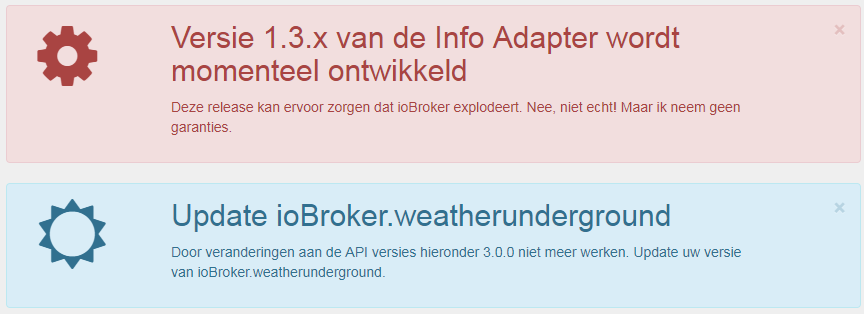 Versie 1.3.x van de Info Adapter wordt
momenteel ontwikkeld
Deze release kan ervoor zorgen dat ioBroker explodeert. Nee, niet echt! Maar ik neem geen
garanties.
Update ioBroker.weatherunderground
Door veranderingen aan de API versies hieronder 3.0.0 niet meer werken. Update uw versie
van ioBroker.weatherunderground.